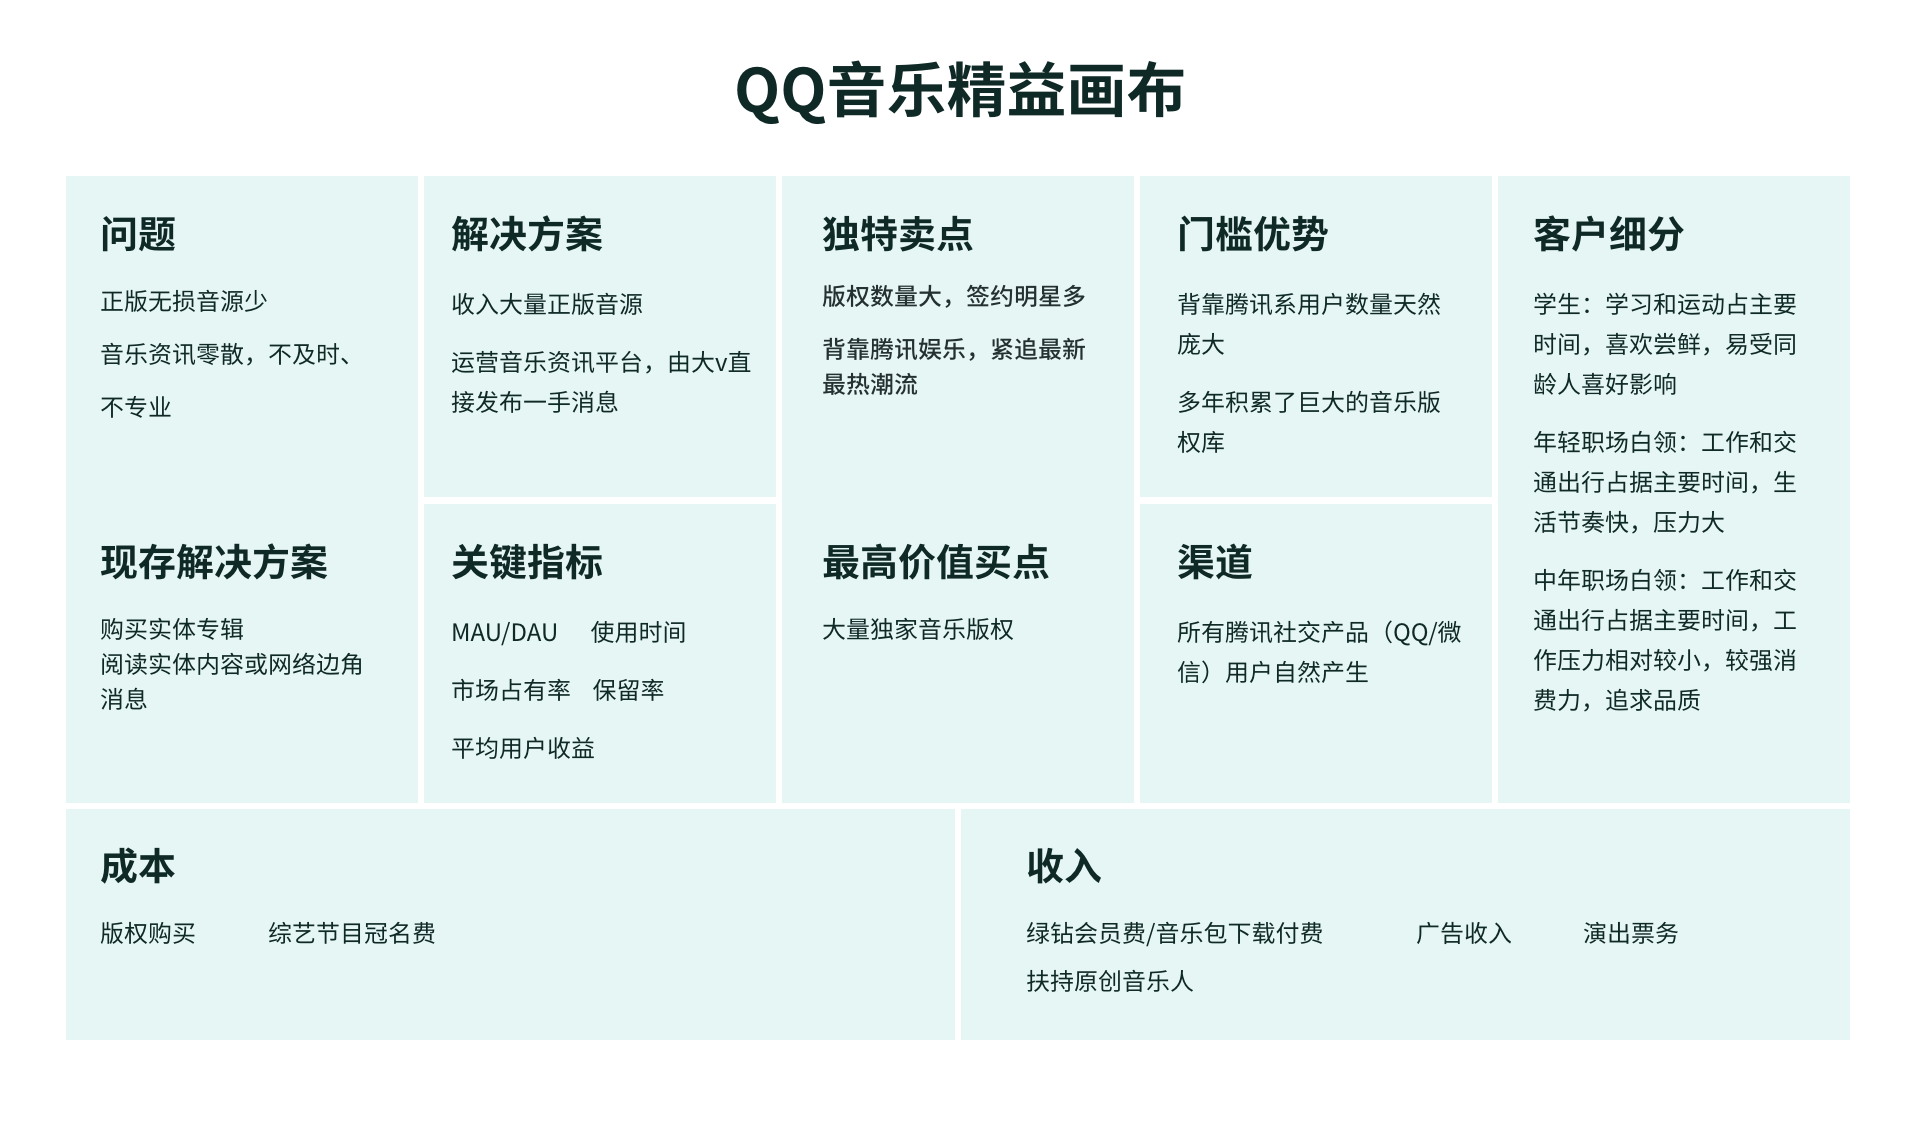 QQ音乐精益画布
问题
正版无损音源少
音乐资讯零散，不及时、
不专业
现存解决方案
购买实体专辑
阅读实体内容或网络边角
消息
解决方案
收入大量正版音源
运营音乐资讯平台，由大v直
接发布一手消息
关键指标
MAU/DAU 使用时间
市场占有率 保留率
平均用户收益
独特卖点
版权数量大，签约明星多
背靠腾讯娱乐，紧追最新
最热潮流
最高价值买点
大量独家音乐版权
门槛优势
背靠腾讯系用户数量天然
庞大
多年积累了巨大的音乐版
权库
渠道
所有腾讯社交产品（QQ/微
信）用户自然产生
客户细分
学生：学习和运动占主要
时间，喜欢尝鲜，易受同
龄人喜好影响
年轻职场白领：工作和交
通出行占据主要时间，生
活节奏快，压力大
中年职场白领：工作和交
通出行占据主要时间，工
作压力相对较小，较强消
费力，追求品质
成本
版权购买 综艺节目冠名费
收入
绿钻会员费/音乐包下载付费 广告收入 演出票务
扶持原创音乐人